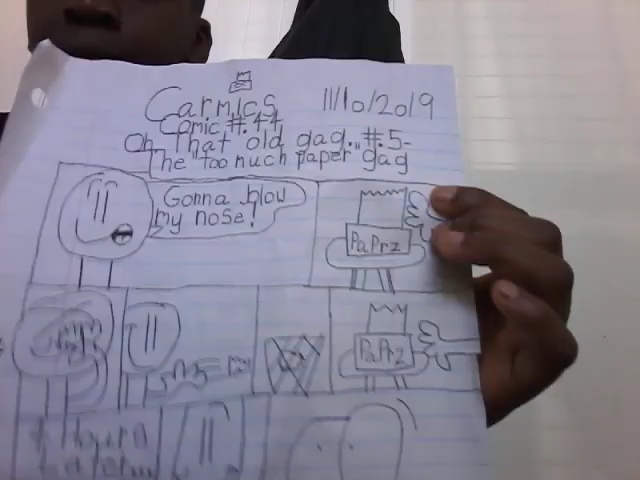 Carmics
11/10/2019
Comic #.44
Oh, that old gag... #.5-
The "too much paper gag
Gonna blow
my nose!
PaPrz
PaPrz